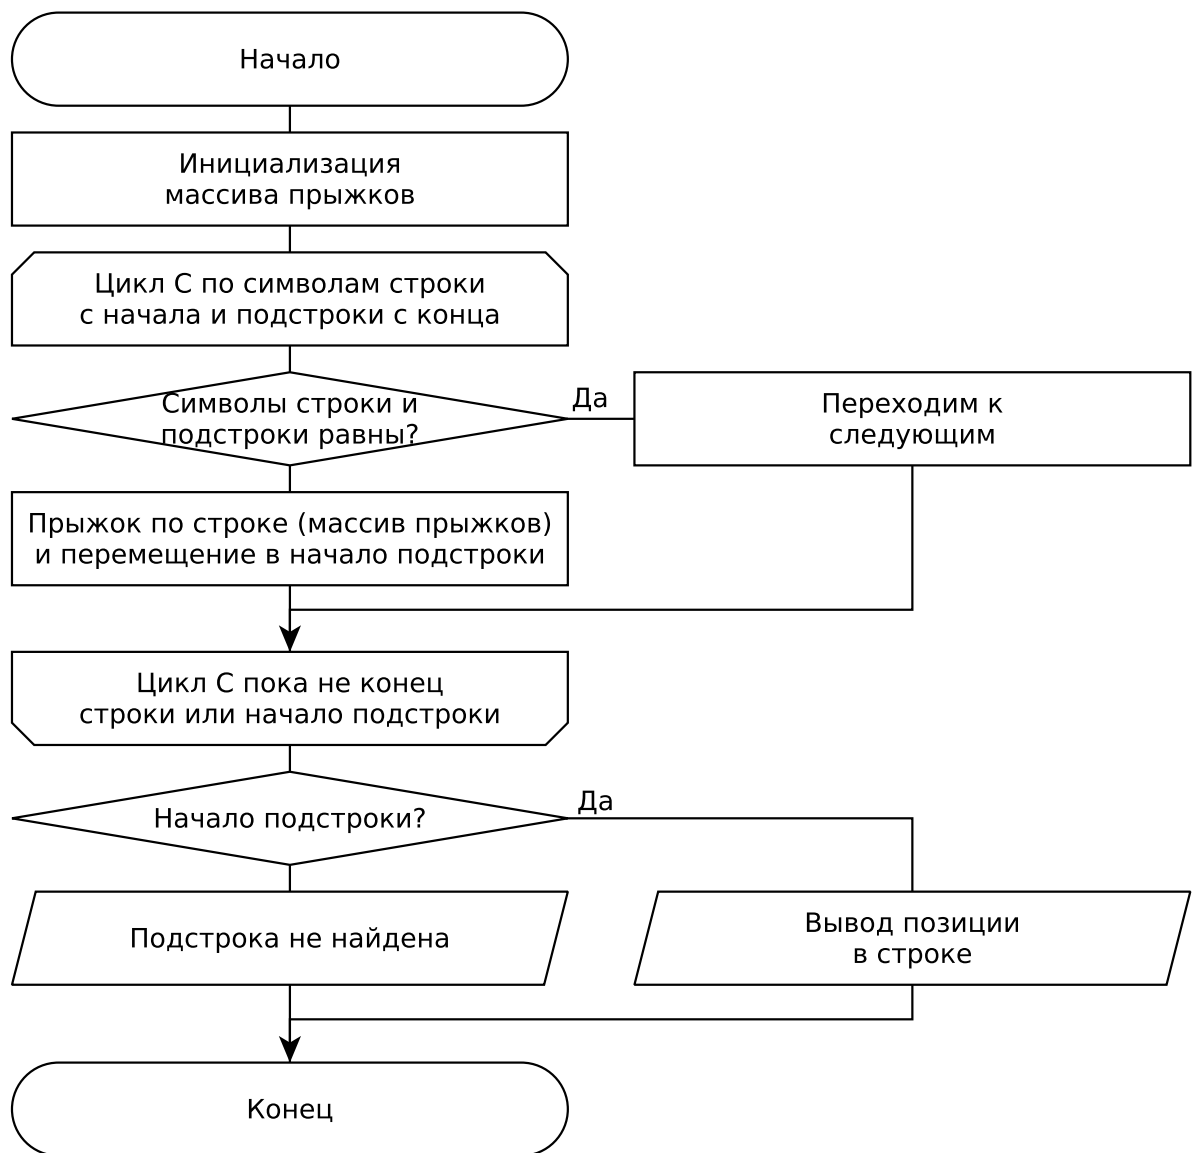 Начало
Инициализация
массива прыжков
Цикл С по символам строки
с начала и подстроки с конца
Символы строки и
подстроки равны?
Да
Переходим к
следующим
Прыжок по строке (массив прыжков)
и перемещение в начало подстроки
Цикл С пока не конец
строки или начало подстроки
Начало подстроки?
Да
Подстрока не найдена
Вывод позиции
в строке
Конец